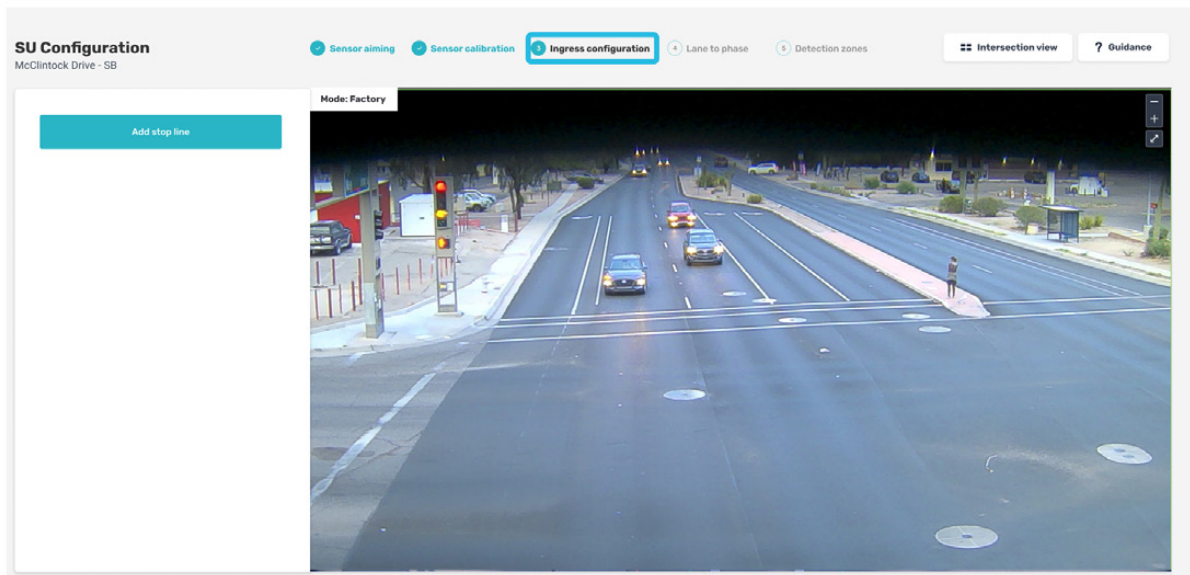 SU Configuration
McClintock Drive - SB
Sensor aiming
Sensor calibration
3 Ingress configuration
4 Lane to phase
5 Detection zones
Intersection view
? Guidance
Add stop line
Mode: Factory